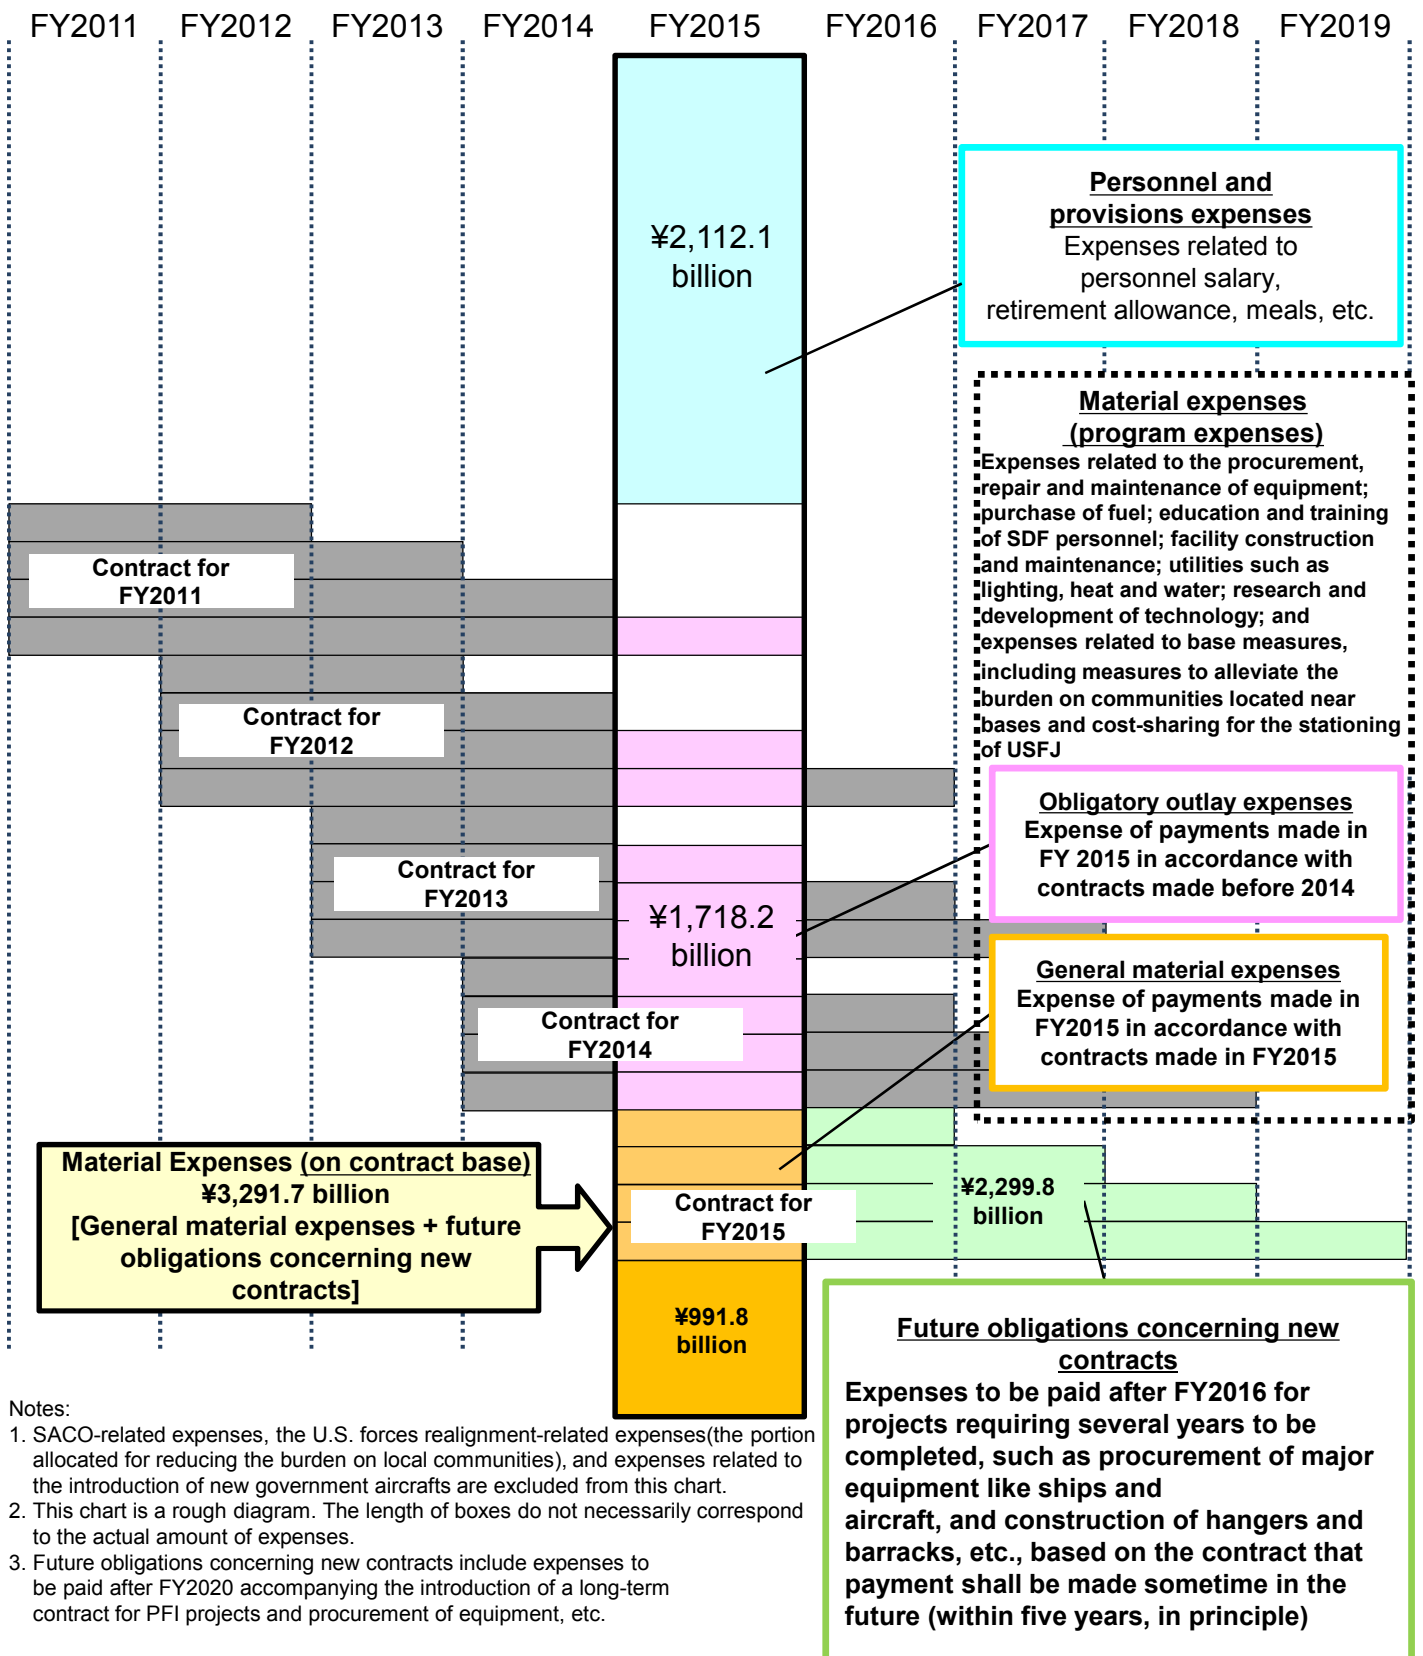 FY2011 FY2012 FY2013 FY2014 FY2015 FY2016 FY2017 FY2018 FY2019
¥2,112.1
billion
Personnel and
provisions expenses
Expenses related to
personnel salary,
retirement allowance, meals, etc.
Material expenses
(program expenses)
Expenses related to the procurement,
repair and maintenance of equipment;
purchase of fuel; education and training
of SDF personnel; facility construction
and maintenance; utilities such as
lighting, heat and water; research and
development of technology; and
expenses related to base measures,
including measures to alleviate the
burden on communities located near
bases and cost-sharing for the stationing
of USFJ
Contract for
FY2011
Contract for
FY2012
Obligatory outlay expenses
Expense of payments made in
FY 2015 in accordance with
contracts made before 2014
Contract for
FY2013
¥1,718.2
billion
General material expenses
Expense of payments made in
FY2015 in accordance with
contracts made in FY2015
Contract for
FY2014
Material Expenses (on contract base)
¥3,291.7 billion
[General material expenses + future
obligations concerning new
contracts]
Contract for
FY2015
¥2,299.8
billion
¥991.8
billion
Future obligations concerning new
contracts
Expenses to be paid after FY2016 for
projects requiring several years to be
completed, such as procurement of major
equipment like ships and
aircraft, and construction of hangers and
barracks, etc., based on the contract that
payment shall be made sometime in the
future (within five years, in principle)
Notes:
1. SACO-related expenses, the U.S. forces realignment-related expenses(the portion
allocated for reducing the burden on local communities), and expenses related to
the introduction of new government aircrafts are excluded from this chart.
2. This chart is a rough diagram. The length of boxes do not necessarily correspond
to the actual amount of expenses.
3. Future obligations concerning new contracts include expenses to
be paid after FY2020 accompanying the introduction of a long-term
contract for PFI projects and procurement of equipment, etc.